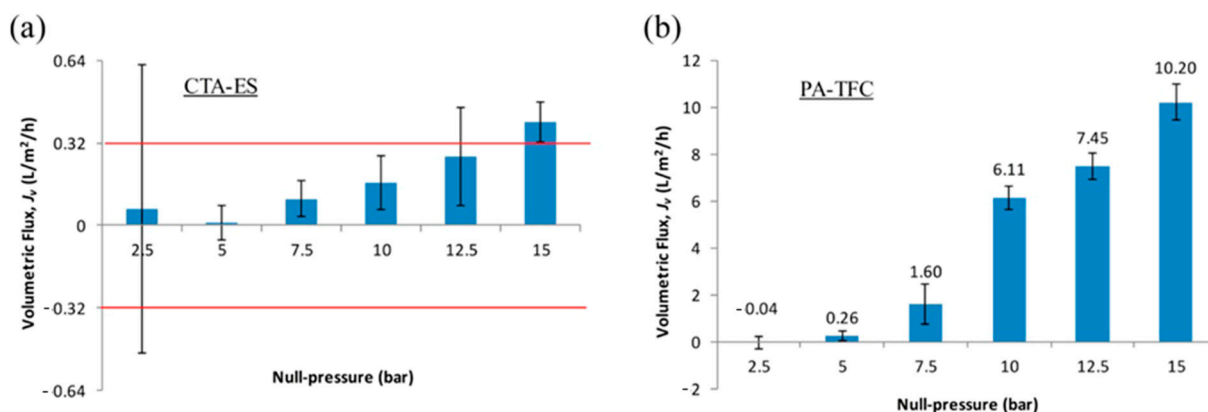 (a)
CTA-ES
Volumetric Flux, Jv (L/m²/h)
0.64
0.32
0
-0.32
-0.64
2.5 5 7.5 10 12.5 15
Null-pressure (bar)
(b)
PA-TFC
Volumetric Flux, Jv (L/m²/h)
12
10
8
6
4
2
0
-2
-0.04
0.26
1.60
6.11
7.45
10.20
2.5 5 7.5 10 12.5 15
Null-pressure (bar)